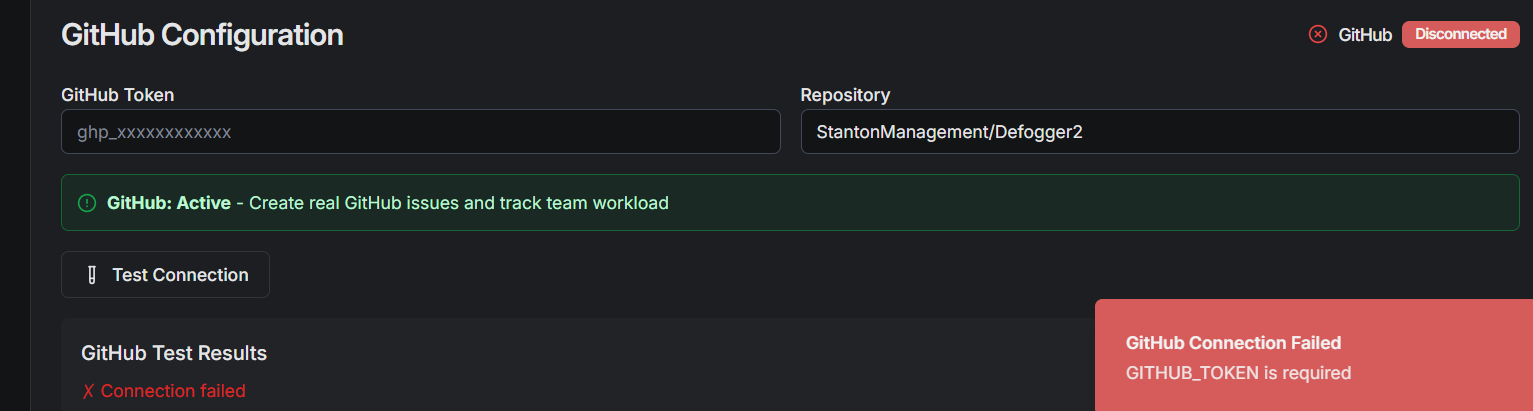 GitHub Configuration
GitHub Disconnected
GitHub Token
Repository
ghp_xxxxxxxxxxxx
StantonManagement/Defogger2
GitHub: Active - Create real GitHub issues and track team workload
Test Connection
GitHub Test Results
✗ Connection failed
GitHub Connection Failed
GITHUB_TOKEN is required